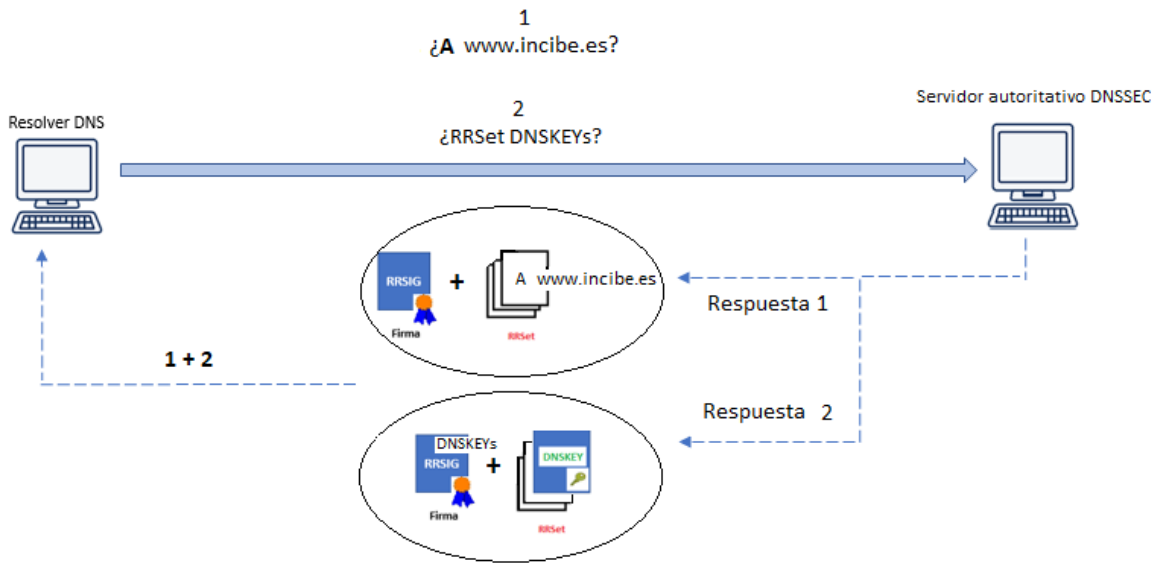 1
¿A www.incibe.es?
Servidor autoritativo DNSSEC
2
Resolver DNS
¿RRSet DNSKEYs?
RRSIG
+
A www.incibe.es
Firma
RRSet
Respuesta 1
1 + 2
Respuesta 2
DNSKEYs
RRSIG
+
DNSKEY
Firma
RRSet